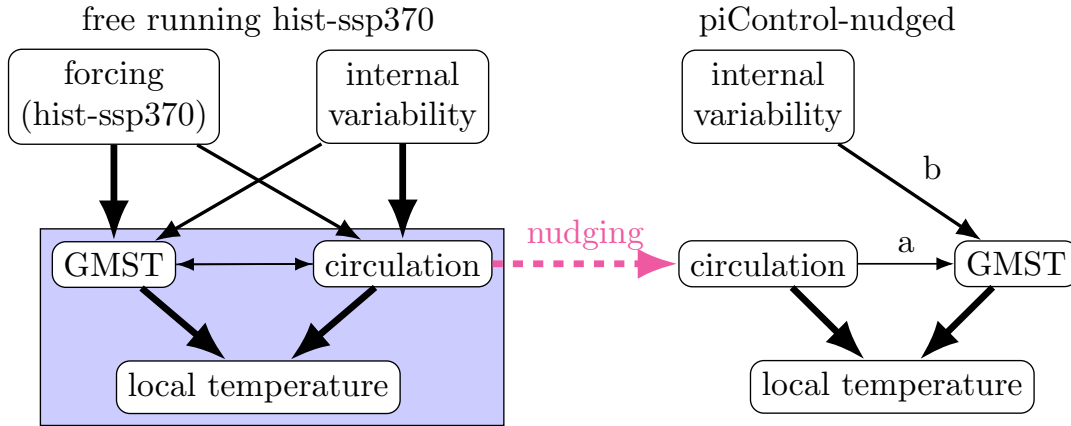 free running hist-ssp370
piControl-nudged
forcing
(hist-ssp370)
internal
variability
internal
variability
b
nudging
GMST
circulation
circulation
a
GMST
local temperature
local temperature